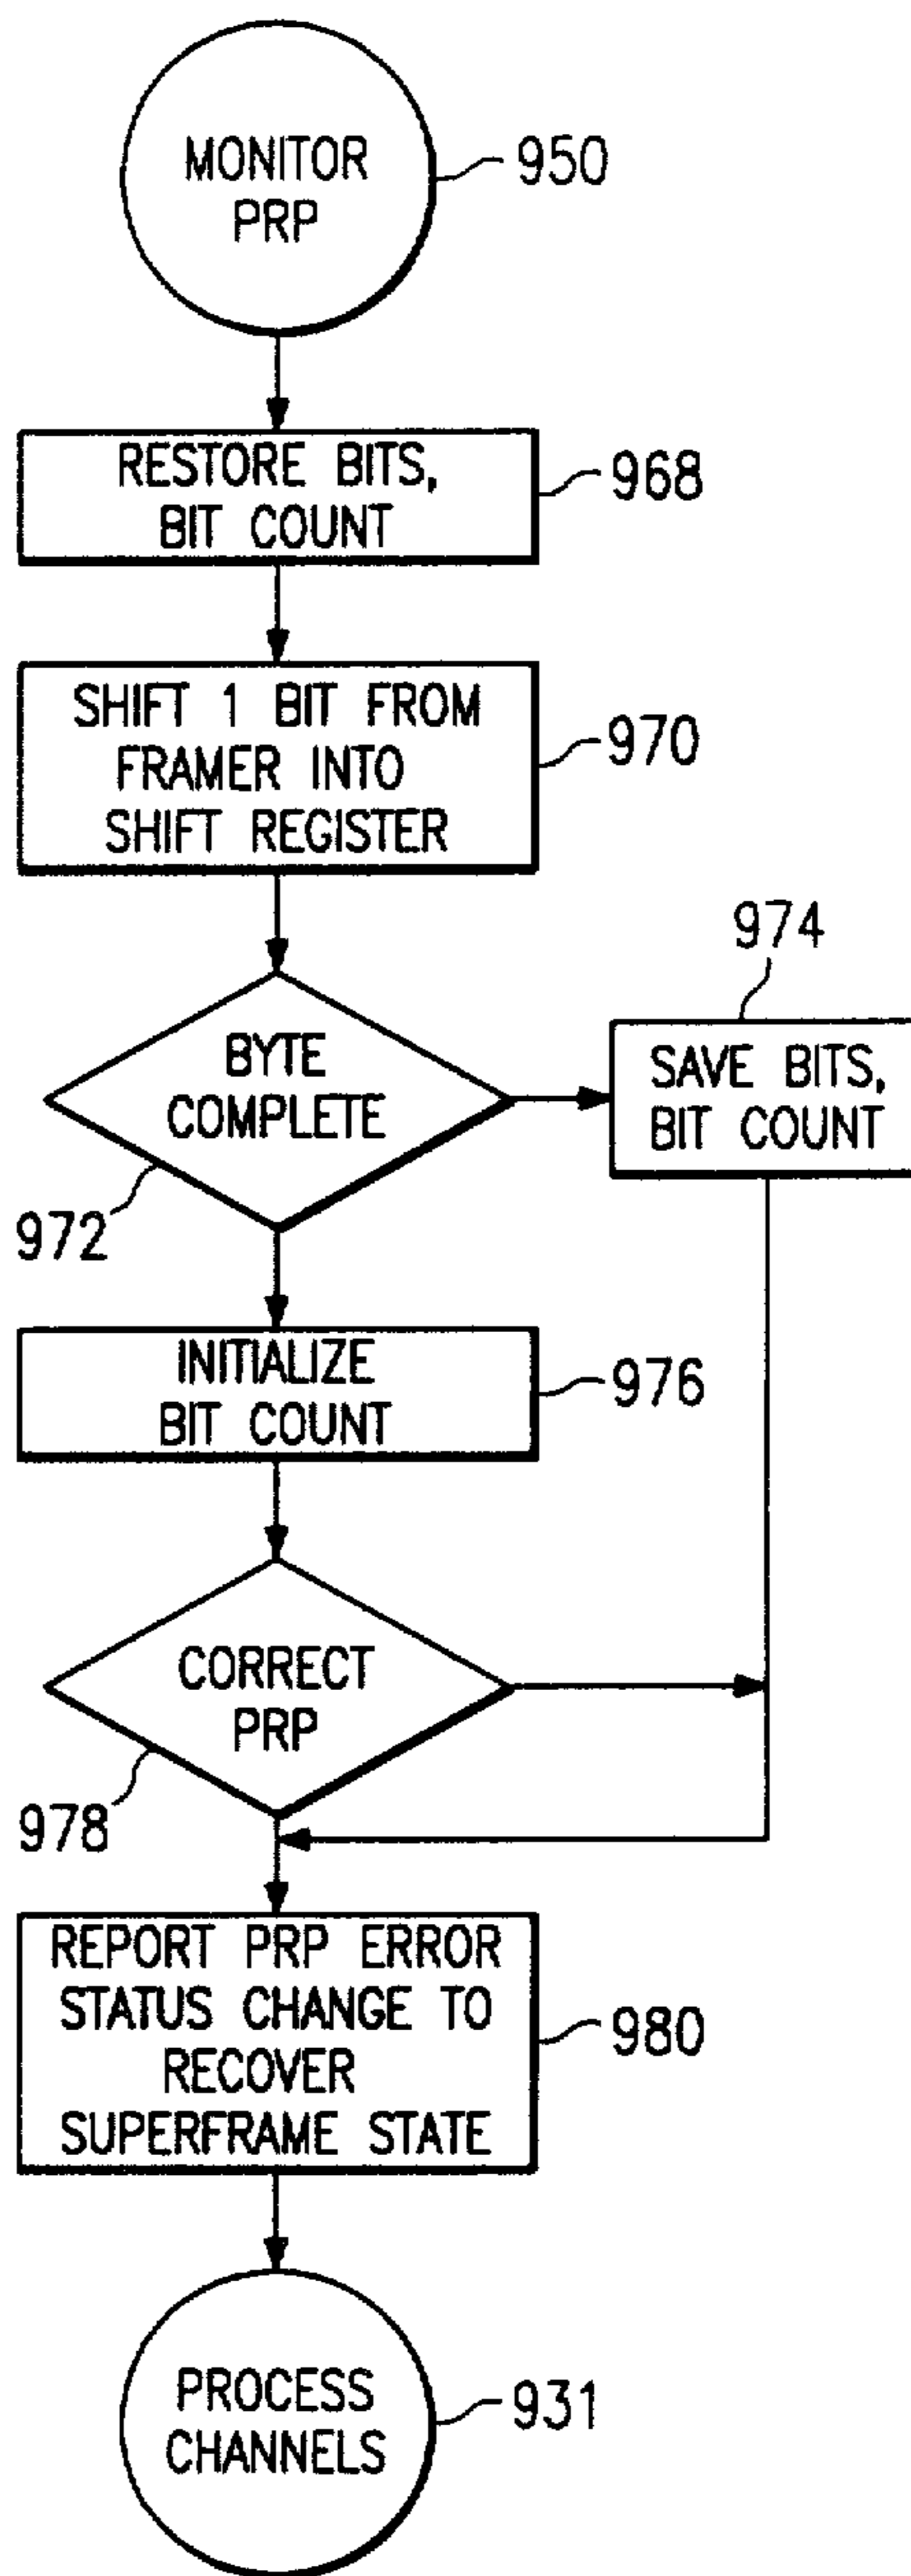 MONITOR
PRP
950
RESTORE BITS,
BIT COUNT
968
SHIFT 1 BIT FROM
FRAMER INTO
SHIFT REGISTER
970
974
BYTE
COMPLETE
SAVE BITS,
BIT COUNT
972
INITIALIZE
BIT COUNT
976
CORRECT
PRP
978
REPORT PRP ERROR
STATUS CHANGE TO
RECOVER
SUPERFRAME STATE
980
PROCESS
CHANNELS
931